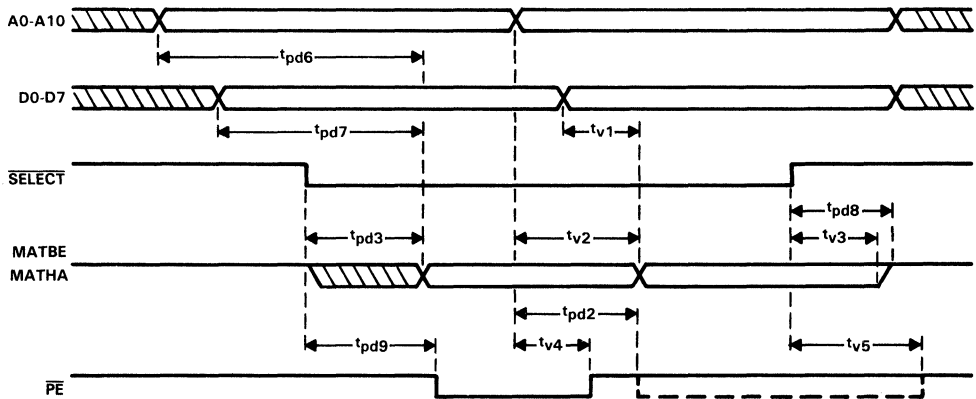 A0-A10
tpd6
D0-D7
tpd7
tv1
SELECT
tpd8
tpd3
tv2
tv3
MATBE
MATHA
tpd2
tpd9
tv4
tv5
PE